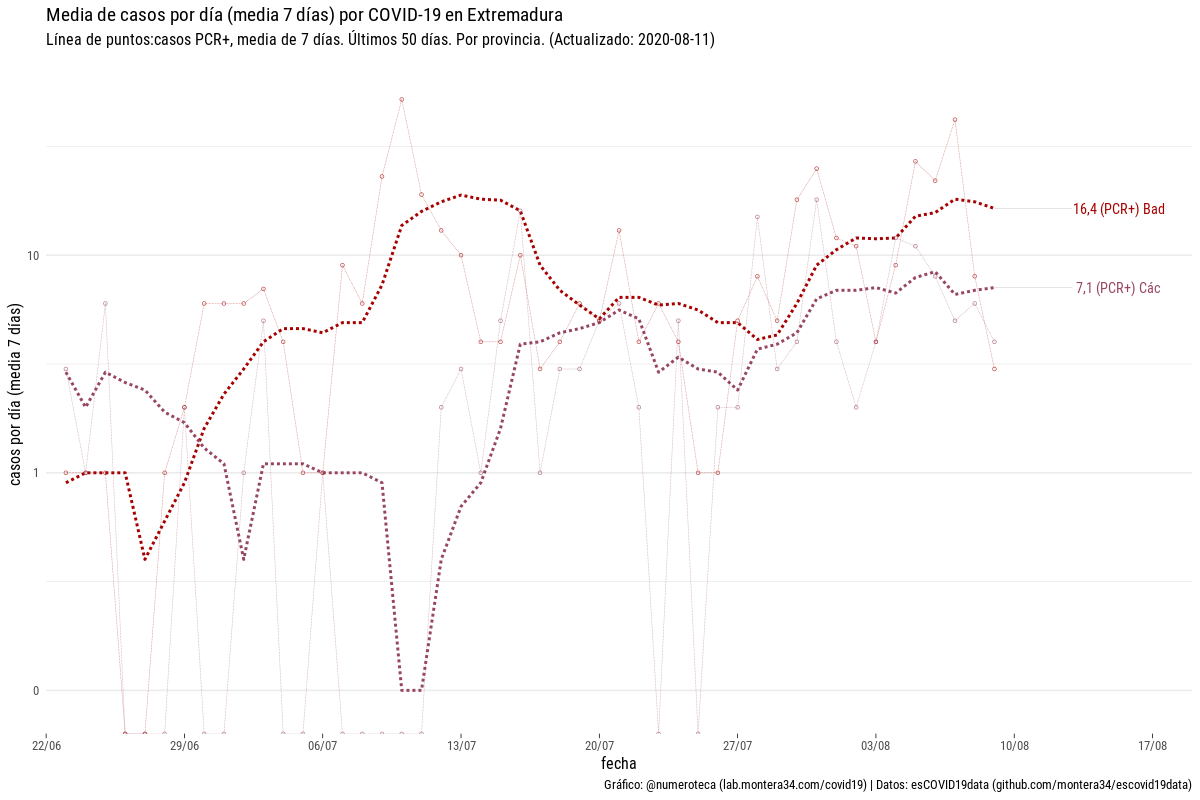 Media de casos por día (media 7 días) por COVID-19 en Extremadura
Línea de puntos:casos PCR+, media de 7 días. Últimos 50 días. Por provincia. (Actualizado: 2020-08-11)
casos por día (media 7 días)
10
1
0
16,4 (PCR+) Bad
7,1 (PCR+) Các
22/06
29/06
06/07
13/07
20/07
27/07
03/08
10/08
17/08
fecha
Gráfico: @numeroteca (lab.montera34.com/covid19) | Datos: esCOVID19data (github.com/montera34/escovid19data)